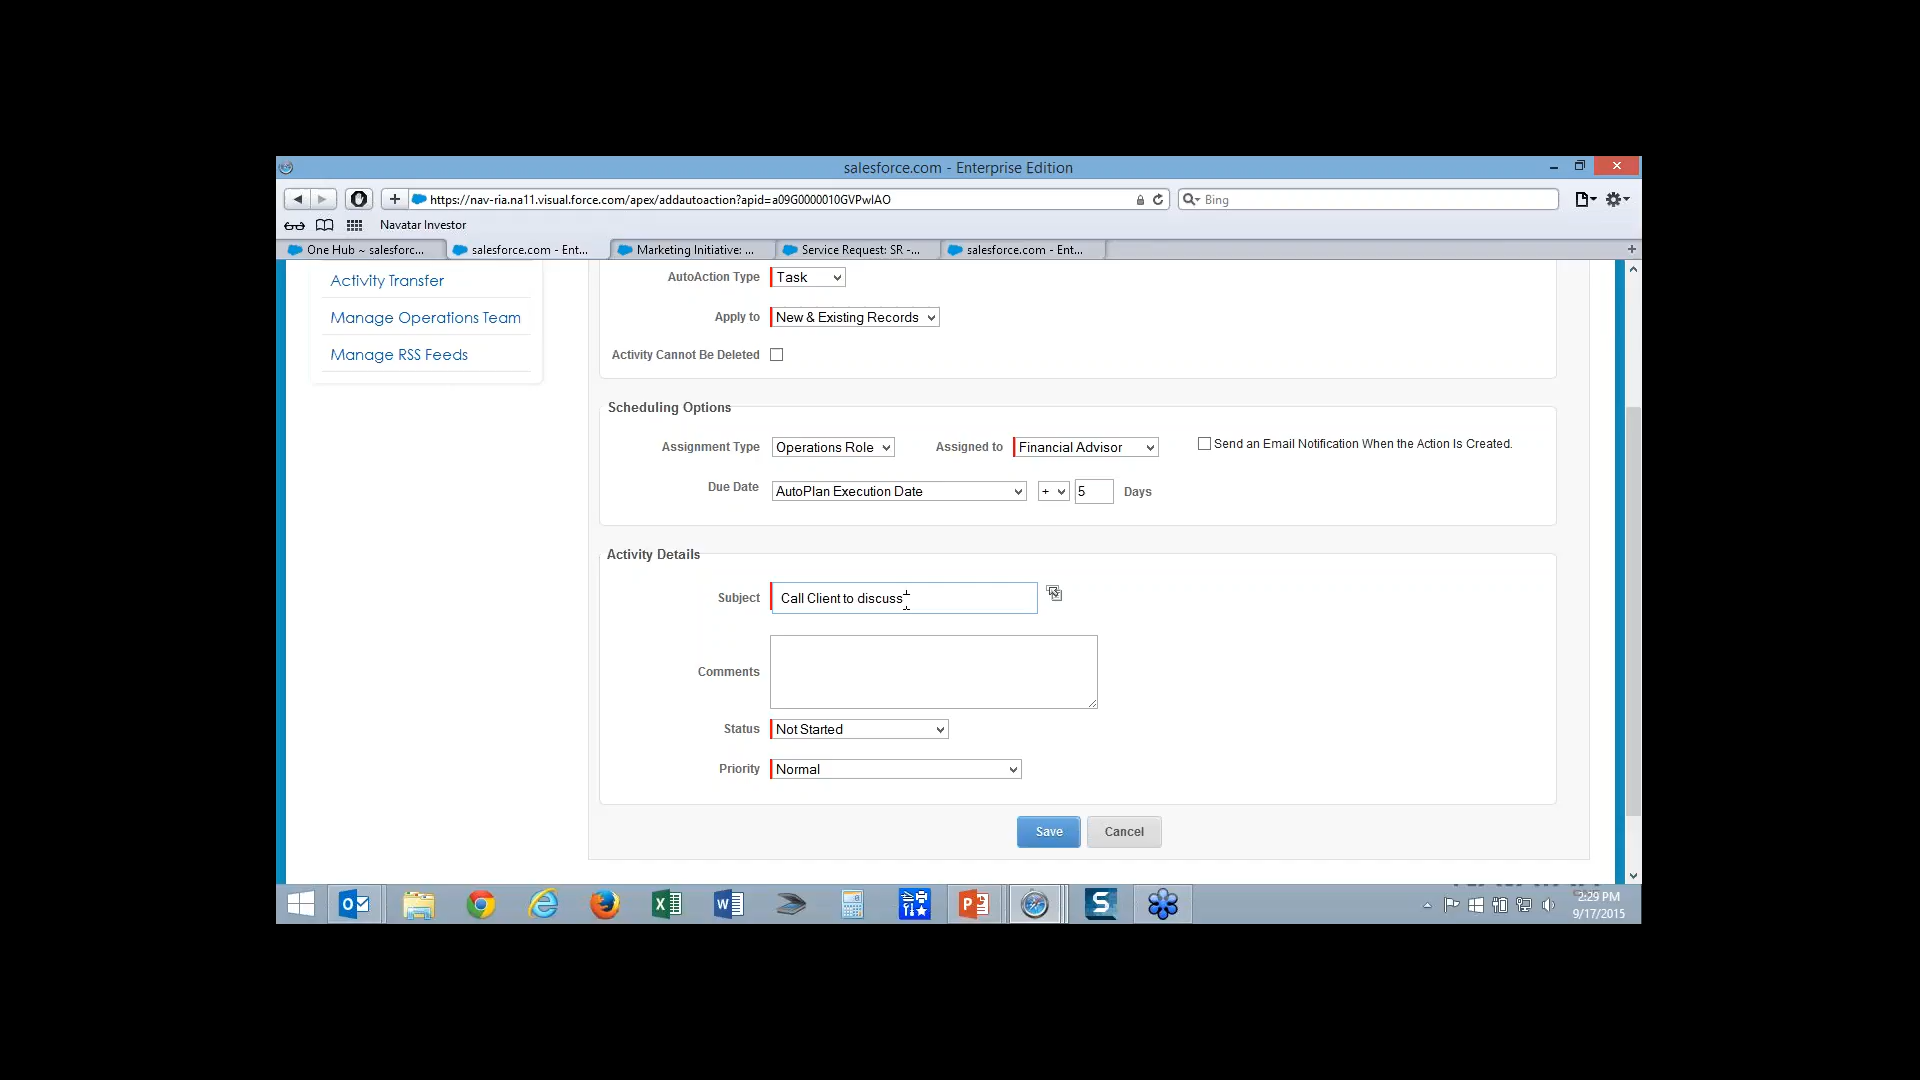 salesforce.com - Enterprise Edition
https://nav-ria.na11.visual.force.com/apex/addautoaction?apid=a09G0000010GVPwIAO
Bing
Navatar Investor
One Hub ~ salesforc...
salesforce.com - Ent...
Marketing Initiative: ...
Service Request: SR -...
salesforce.com - Ent...
Activity Transfer
Manage Operations Team
Manage RSS Feeds
AutoAction Type Task
Apply to New & Existing Records
Activity Cannot Be Deleted
Scheduling Options
Assignment Type Operations Role Assigned to Financial Advisor Send an Email Notification When the Action Is Created.
Due Date AutoPlan Execution Date + 5 Days
Activity Details
Subject Call Client to discuss
Comments
Status Not Started
Priority Normal
Save Cancel
2:29 PM
9/17/2015